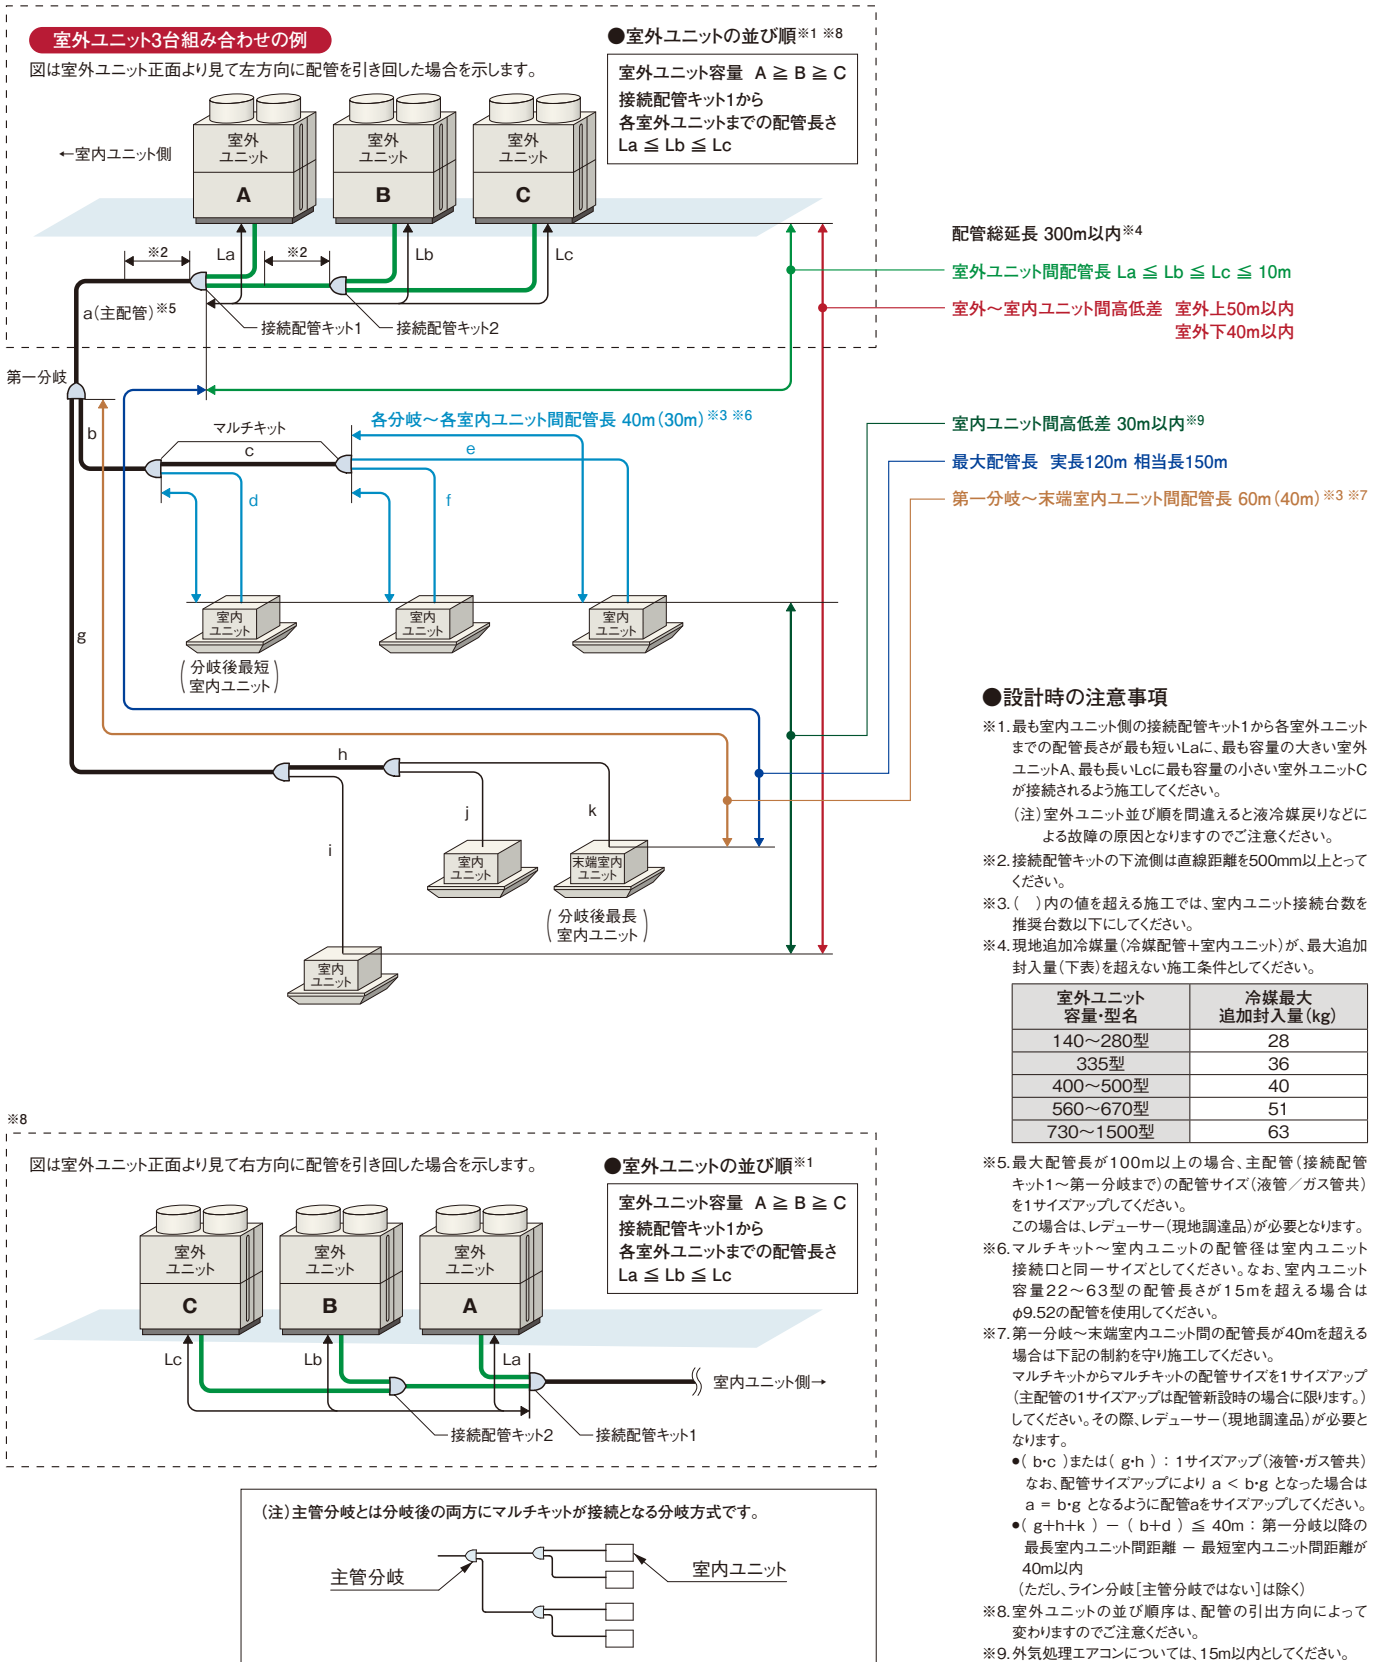 室外ユニット3台組み合わせの例
図は室外ユニット正面より見て左方向に配管を引き回した場合を示します。
●室外ユニットの並び順※1 ※8
室外ユニット容量 A ≧ B ≧ C
接続配管キット1から
各室外ユニットまでの配管長さ
La ≦ Lb ≦ Lc
←室内ユニット側
室外
ユニット
A
室外
ユニット
B
室外
ユニット
C
※2
La
※2
Lb
Lc
a(主配管)※5
接続配管キット1
接続配管キット2
配管総延長 300m以内※4
室外ユニット間配管長 La ≦ Lb ≦ Lc ≦ 10m
室外～室内ユニット間高低差 室外上50m以内
室外下40m以内
第一分岐
b
マルチキット
c
各分岐～各室内ユニット間配管長 40m(30m)※3 ※6
e
d
f
室内ユニット間高低差 30m以内※9
最大配管長 実長120m 相当長150m
第一分岐～末端室内ユニット間配管長 60m(40m)※3 ※7
g
室内
ユニット
室内
ユニット
室内
ユニット
(分岐後最短
室内ユニット)
h
j
k
i
室内
ユニット
末端室内
ユニット
(分岐後最長
室内ユニット)
室内
ユニット
●設計時の注意事項
※1.最も室内ユニット側の接続配管キット1から各室外ユニット
までの配管長さが最も短いLaに、最も容量の大きい室外
ユニットA、最も長いLcに最も容量の小さい室外ユニットC
が接続されるよう施工してください。
(注)室外ユニット並び順を間違えると液冷媒戻りなどに
よる故障の原因となりますのでご注意ください。
※2.接続配管キットの下流側は直線距離を500mm以上とって
ください。
※3.( )内の値を超える施工では、室内ユニット接続台数を
推奨台数以下にしてください。
※4.現地追加冷媒量(冷媒配管＋室内ユニット)が、最大追加
封入量(下表)を超えない施工条件としてください。
室外ユニット
容量・型名
冷媒最大
追加封入量(kg)
140～280型 28
335型 36
400～500型 40
560～670型 51
730～1500型 63
※5.最大配管長が100m以上の場合、主配管(接続配管
キット1～第一分岐まで)の配管サイズ(液管／ガス管共)
を1サイズアップしてください。
この場合は、レデューサー(現地調達品)が必要となります。
※6.マルチキット～室内ユニットの配管径は室内ユニット
接続口と同一サイズとしてください。なお、室内ユニット
容量22～63型の配管長さが15mを超える場合は
φ9.52の配管を使用してください。
※7.第一分岐～末端室内ユニット間の配管長が40mを超える
場合は下記の制約を守り施工してください。
マルチキットからマルチキットの配管サイズを1サイズアップ
(主配管の1サイズアップは配管新設時の場合に限ります。)
してください。その際、レデューサー(現地調達品)が必要と
なります。
●( b・c )または( g・h )：1サイズアップ(液管・ガス管共)
なお、配管サイズアップにより a < b・g となった場合は
a = b・g となるように配管aをサイズアップしてください。
●( g+h+k ) － ( b+d ) ≦ 40m：第一分岐以降の
最長室内ユニット間距離 － 最短室内ユニット間距離が
40m以内
(ただし、ライン分岐[主管分岐ではない]は除く)
※8.室外ユニットの並び順序は、配管の引出方向によって
変わりますのでご注意ください。
※9.外気処理エアコンについては、15m以内としてください。
※8
図は室外ユニット正面より見て右方向に配管を引き回した場合を示します。
●室外ユニットの並び順※1
室外ユニット容量 A ≧ B ≧ C
接続配管キット1から
各室外ユニットまでの配管長さ
La ≦ Lb ≦ Lc
室外
ユニット
C
室外
ユニット
B
室外
ユニット
A
Lc
Lb
La
室内ユニット側→
接続配管キット2
接続配管キット1
(注)主管分岐とは分岐後の両方にマルチキットが接続となる分岐方式です。
主管分岐
室内ユニット